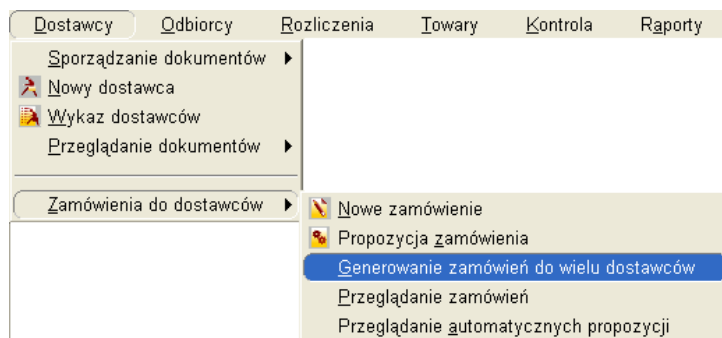 Dostawcy Odbiorcy Rozliczenia Towary Kontrola Raporty
Sporządzanie dokumentów
Nowy dostawca
Wykaz dostawców
Przeglądanie dokumentów
Zamówienia do dostawców
Nowe zamówienie
Propozycja zamówienia
Generowanie zamówień do wielu dostawców
Przeglądanie zamówień
Przeglądanie automatycznych propozycji